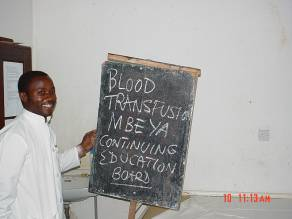 BLOOD
TRANSFUSION
MBEYA
CONTINUING
EDUCATION
BOARD
10 11:13AM